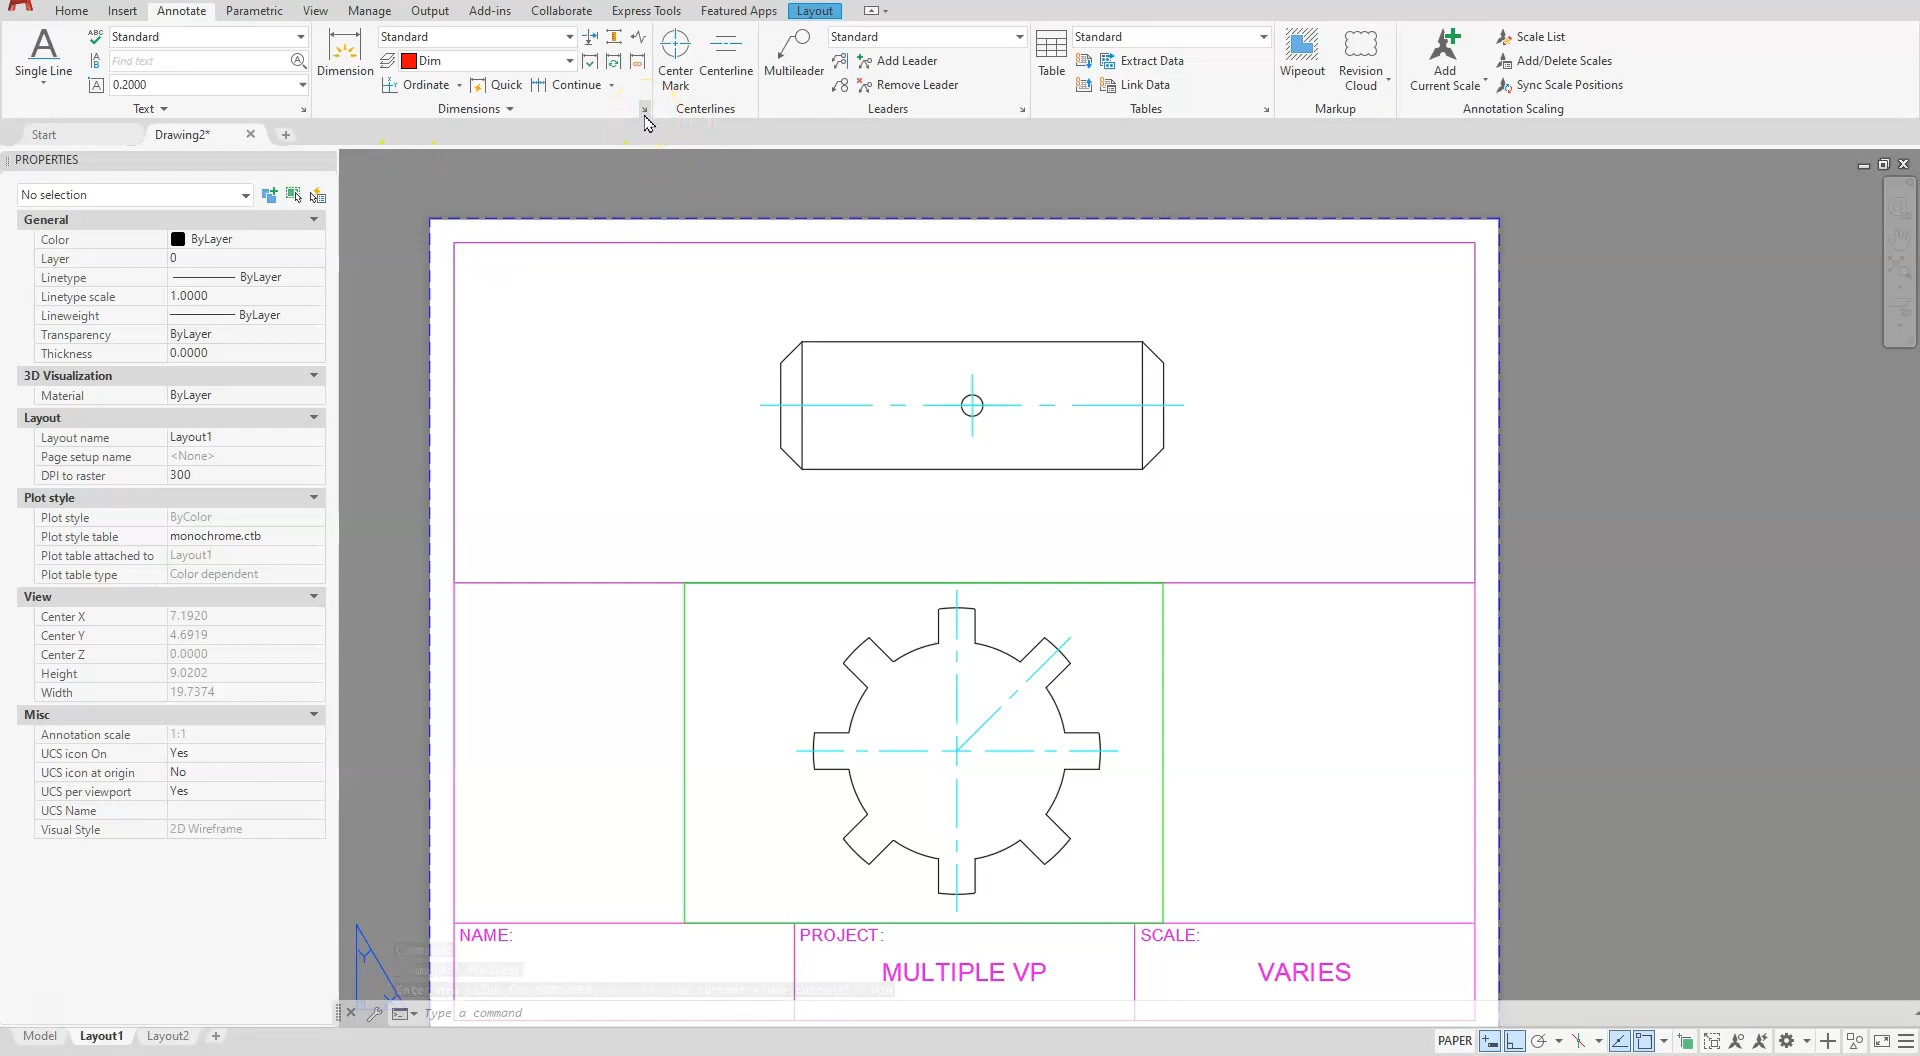 Home Insert Annotate Parametric View Manage Output Add-ins Collaborate Express Tools Featured Apps Layout
Single Line
ABC
Standard
Find text
0.2000
Text
Dimension
Standard
Dim
Ordinate Quick Continue
Dimensions
Center Mark
Centerline
Centerlines
Multileader
Standard
Add Leader
Remove Leader
Leaders
Table
Standard
Extract Data
Link Data
Tables
Wipeout
Revision Cloud
Markup
Add Current Scale
Scale List
Add/Delete Scales
Sync Scale Positions
Annotation Scaling
Start Drawing2*
PROPERTIES
No selection
General
Color ByLayer
Layer 0
Linetype ByLayer
Linetype scale 1.0000
Lineweight ByLayer
Transparency ByLayer
Thickness 0.0000
3D Visualization
Material ByLayer
Layout
Layout name Layout1
Page setup name <None>
DPI to raster 300
Plot style
Plot style ByColor
Plot style table monochrome.ctb
Plot table attached to Layout1
Plot table type Color dependent
View
Center X 7.1920
Center Y 4.6919
Center Z 0.0000
Height 9.0202
Width 19.7374
Misc
Annotation scale 1:1
UCS icon On Yes
UCS icon at origin No
UCS per viewport Yes
UCS Name
Visual Style 2D Wireframe
NAME: PROJECT: SCALE:
MULTIPLE VP VARIES
Y
Type a command
Model Layout1 Layout2
PAPER